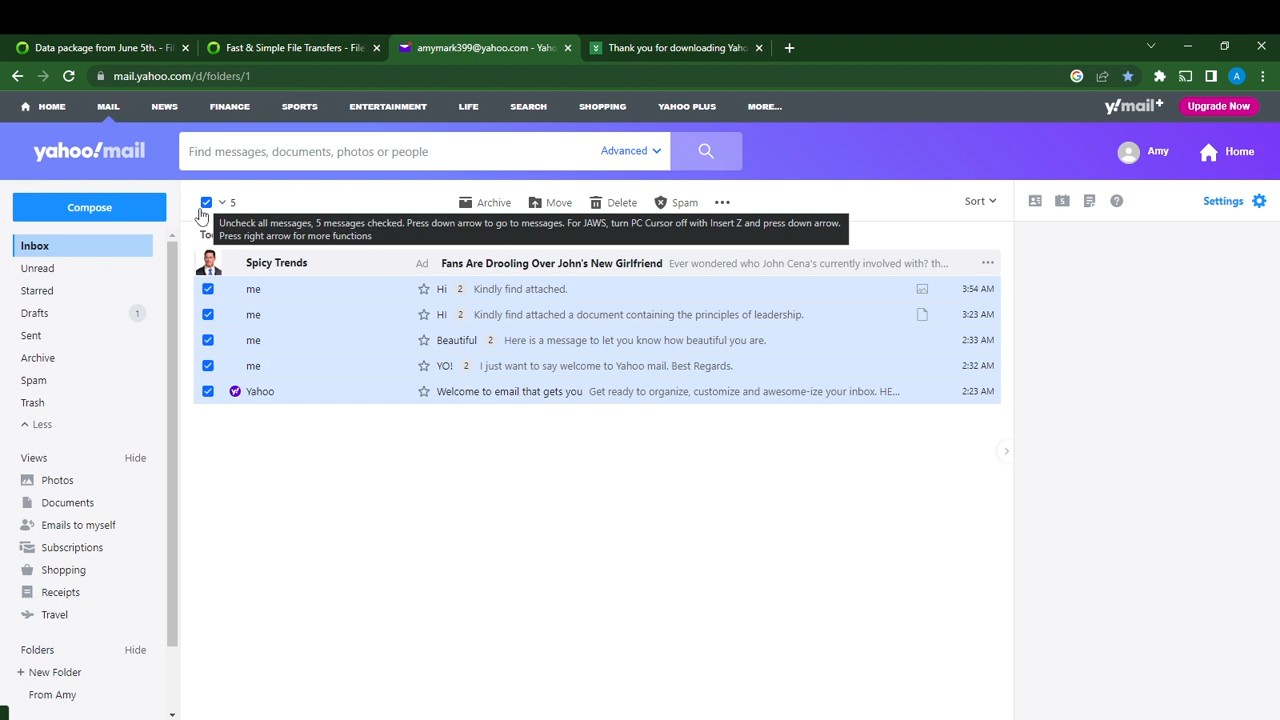 Data package from June 5th. - Fil
Fast & Simple File Transfers - File
amymark399@yahoo.com - Yaho
Thank you for downloading Yaho
mail.yahoo.com/d/folders/1
A
HOME MAIL NEWS FINANCE SPORTS ENTERTAINMENT LIFE SEARCH SHOPPING YAHOO PLUS MORE...
y!mail+ Upgrade Now
yahoo!mail
Find messages, documents, photos or people
Advanced
Amy
Home
Compose
5
Archive Move Delete Spam •••
Sort
Settings
Uncheck all messages, 5 messages checked. Press down arrow to go to messages. For JAWS, turn PC Cursor off with Insert Z and press down arrow.
Press right arrow for more functions
Inbox
Unread
Starred
Drafts 1
Sent
Archive
Spam
Trash
Less
Views Hide
Photos
Documents
Emails to myself
Subscriptions
Shopping
Receipts
Travel
Folders Hide
+ New Folder
From Amy
Spicy Trends Ad Fans Are Drooling Over John's New Girlfriend Ever wondered who John Cena's currently involved with? th...
me Hi 2 Kindly find attached. 3:54 AM
me HI 2 Kindly find attached a document containing the principles of leadership. 3:23 AM
me Beautiful 2 Here is a message to let you know how beautiful you are. 2:33 AM
me YO! 2 I just want to say welcome to Yahoo mail. Best Regards. 2:32 AM
Yahoo Welcome to email that gets you Get ready to organize, customize and awesome-ize your inbox. HE... 2:23 AM